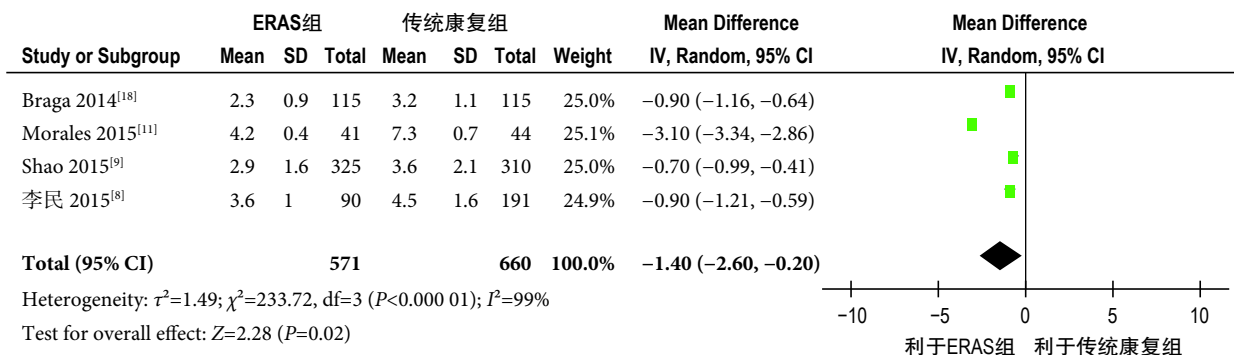 ERAS组 传统康复组 Mean Difference Mean Difference
Study or Subgroup Mean SD Total Mean SD Total Weight IV, Random, 95% CI IV, Random, 95% CI
Braga 2014[18] 2.3 0.9 115 3.2 1.1 115 25.0% −0.90 (−1.16, −0.64)
Morales 2015[11] 4.2 0.4 41 7.3 0.7 44 25.1% −3.10 (−3.34, −2.86)
Shao 2015[9] 2.9 1.6 325 3.6 2.1 310 25.0% −0.70 (−0.99, −0.41)
李民 2015[8] 3.6 1 90 4.5 1.6 191 24.9% −0.90 (−1.21, −0.59)
Total (95% CI) 571 660 100.0% −1.40 (−2.60, −0.20)
Heterogeneity: τ²=1.49; χ²=233.72, df=3 (P<0.000 01); I²=99%
Test for overall effect: Z=2.28 (P=0.02)
−10 −5 0 5 10
利于ERAS组 利于传统康复组